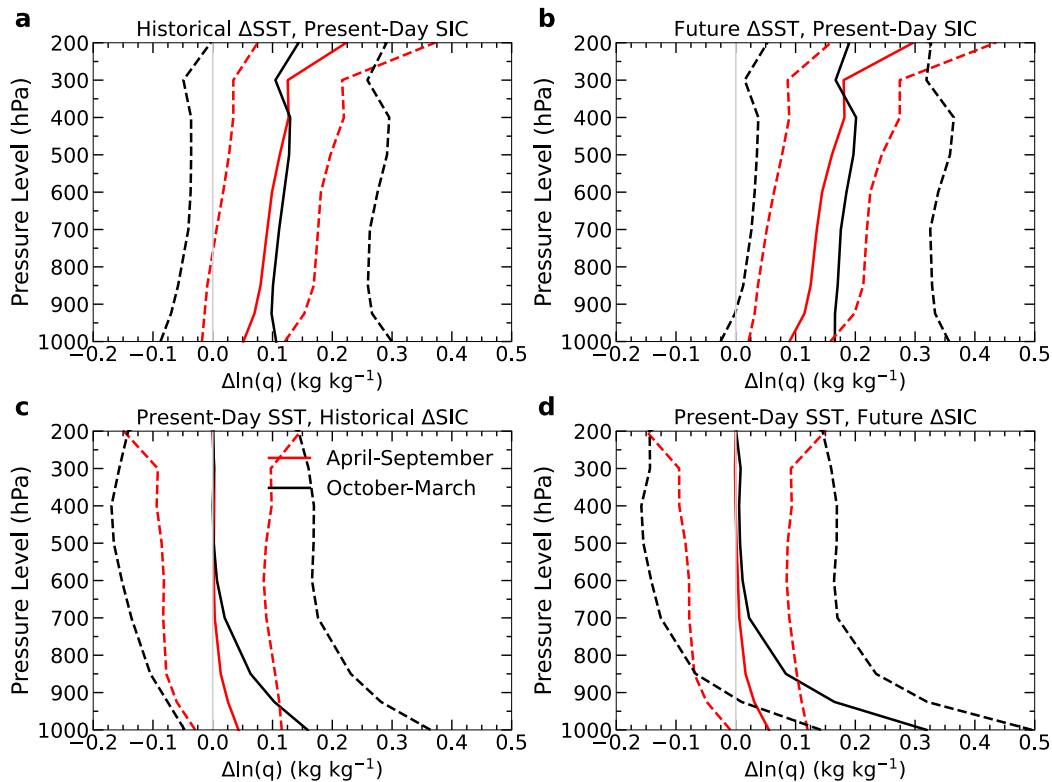 a
Historical ΔSST, Present-Day SIC
200
300
400
500
600
700
800
900
1000
Pressure Level (hPa)
−0.2 −0.1 0.0 0.1 0.2 0.3 0.4 0.5
Δln(q) (kg kg⁻¹)
b
Future ΔSST, Present-Day SIC
200
300
400
500
600
700
800
900
1000
Pressure Level (hPa)
−0.2 −0.1 0.0 0.1 0.2 0.3 0.4 0.5
Δln(q) (kg kg⁻¹)
c
Present-Day SST, Historical ΔSIC
200
300
400
500
600
700
800
900
1000
Pressure Level (hPa)
April-September
October-March
−0.2 −0.1 0.0 0.1 0.2 0.3 0.4 0.5
Δln(q) (kg kg⁻¹)
d
Present-Day SST, Future ΔSIC
200
300
400
500
600
700
800
900
1000
Pressure Level (hPa)
−0.2 −0.1 0.0 0.1 0.2 0.3 0.4 0.5
Δln(q) (kg kg⁻¹)